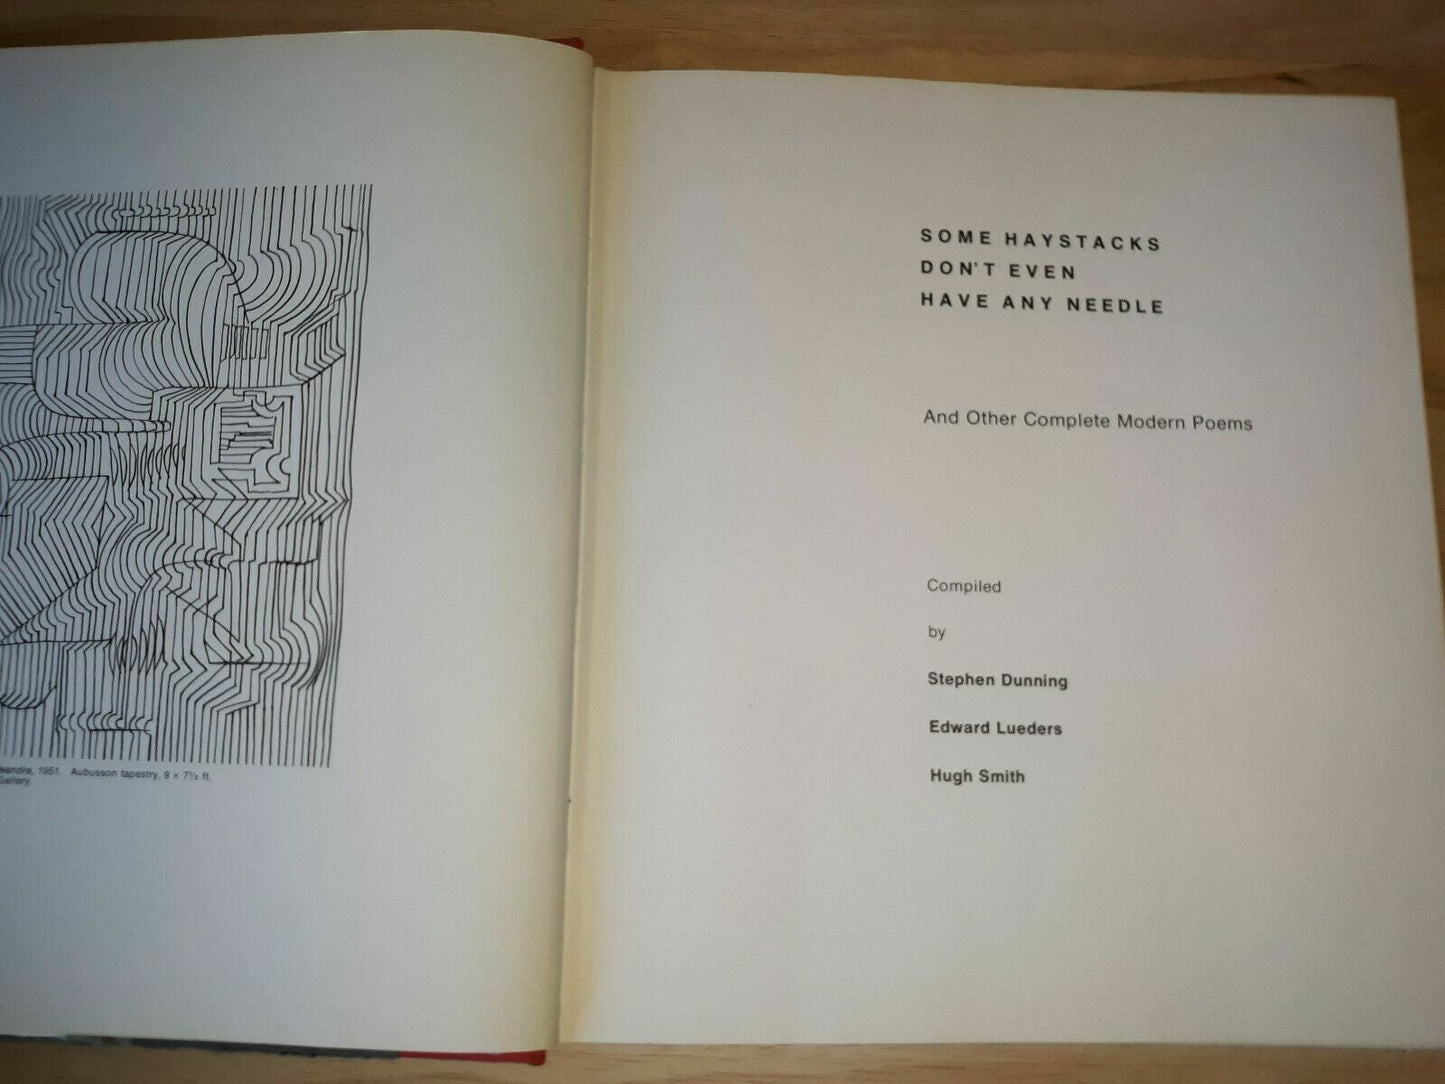 1951. Aubusson tapestry, 9 x 7½ ft.
Gallery.
SOME HAYSTACKS
DON'T EVEN
HAVE ANY NEEDLE
And Other Complete Modern Poems
Compiled
by
Stephen Dunning
Edward Lueders
Hugh Smith